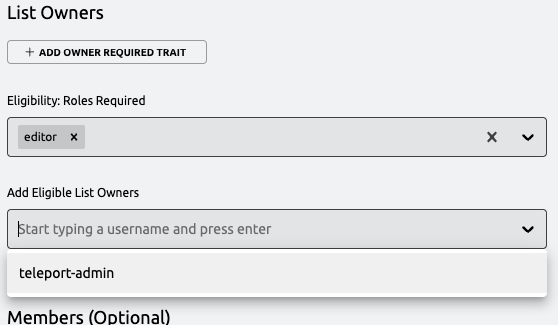 List Owners
+ ADD OWNER REQUIRED TRAIT
Eligibility: Roles Required
editor ×
Add Eligible List Owners
Start typing a username and press enter
teleport-admin
Members (Optional)